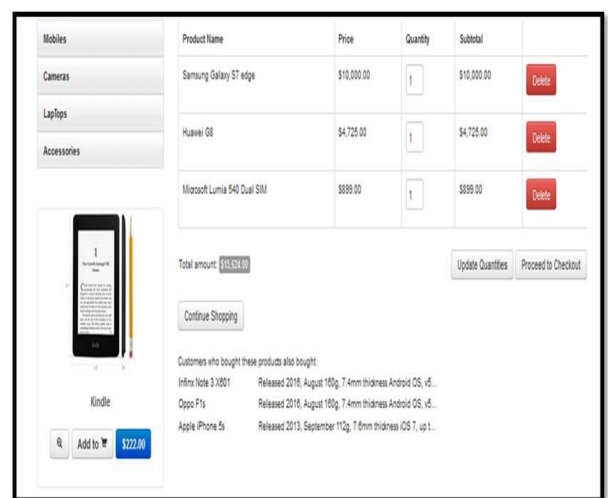 Mobiles
Cameras
LapTops
Accessories
Product Name Price Quantity Subtotal
Samsung Galaxy S7 edge $10,000.00 1 $10,000.00 Delete
Huawei G8 $4,725.00 1 $4,725.00 Delete
Microsoft Lumia 540 Dual SIM $899.00 1 $899.00 Delete
Total amount: $15,624.00 Update Quantities Proceed to Checkout
Continue Shopping
Customers who bought these products also bought:
Infinx Note 3 X601 Released 2016, August 160g, 7.4mm thickness Android OS, v5...
Oppo F1s Released 2016, August 160g, 7.4mm thickness Android OS, v5...
Apple iPhone 5s Released 2013, September 112g, 7.6mm thickness iOS 7, up t...
1
Kindle
Add to $222.00